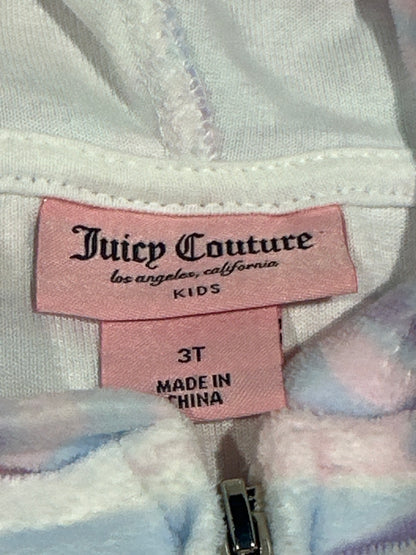 Juicy Couture
los angeles, california
KIDS
3T
MADE IN
CHINA